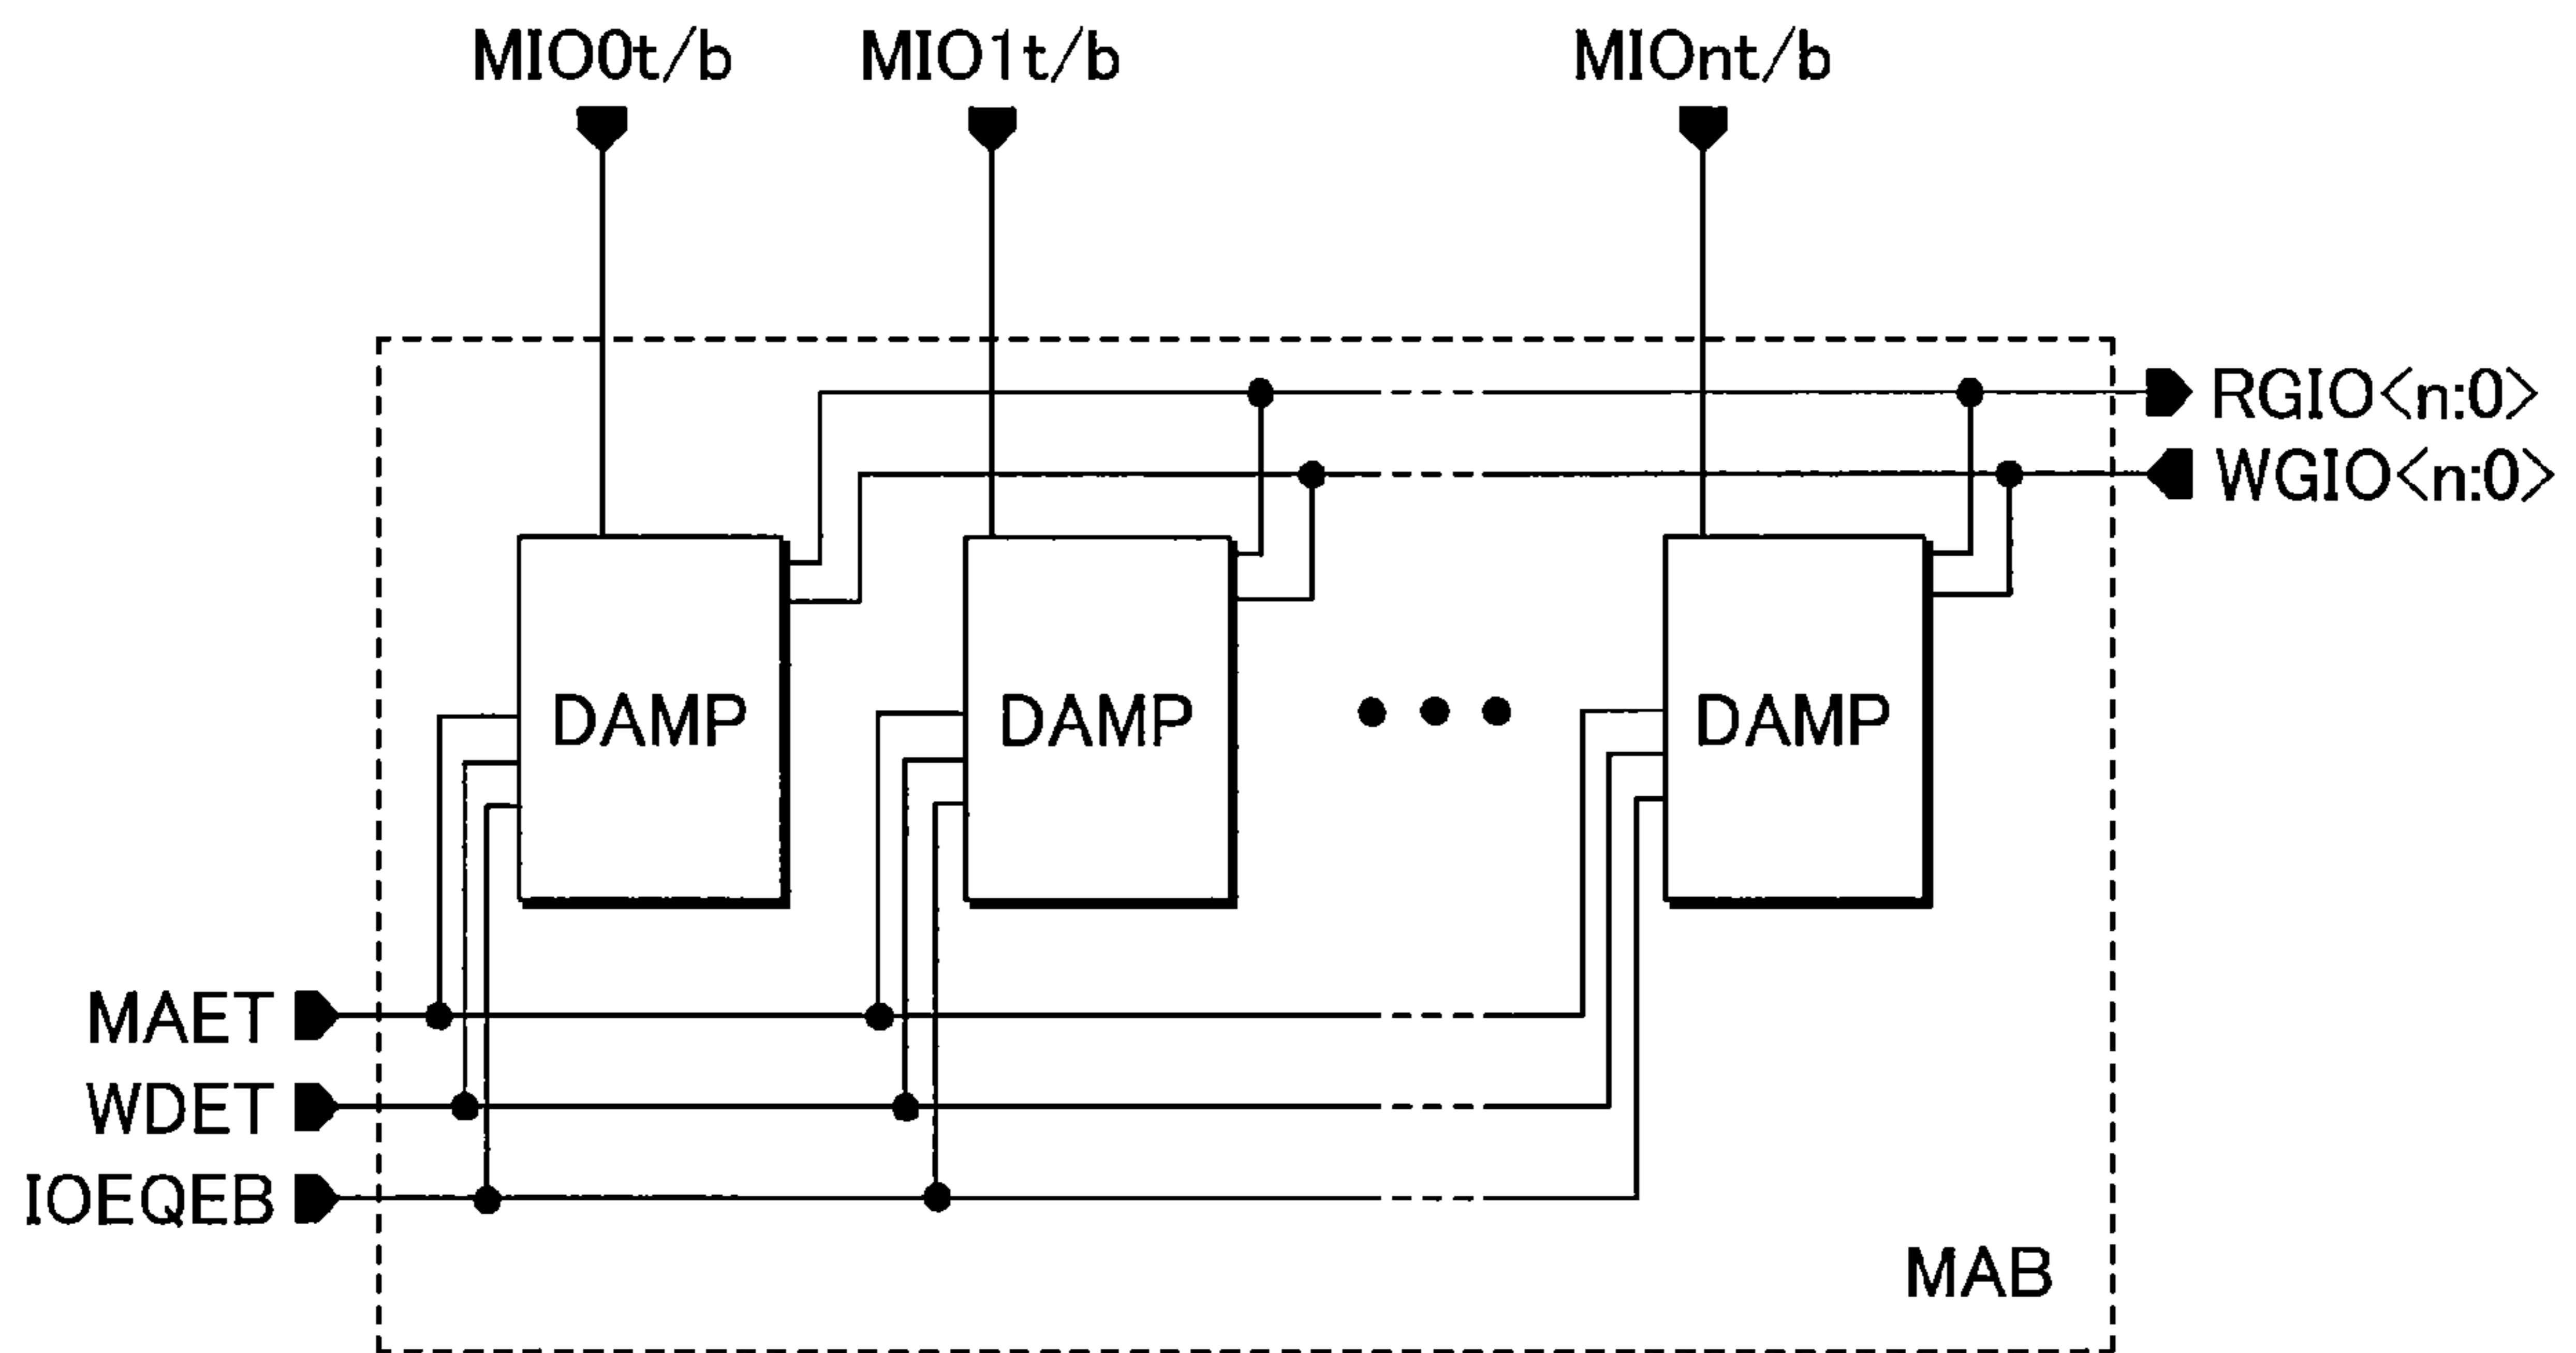 MIO0t/b MIO1t/b MIOnt/b
RGIO<n:0>
WGIO<n:0>
DAMP DAMP DAMP
MAET
WDET
IOEQEB
MAB